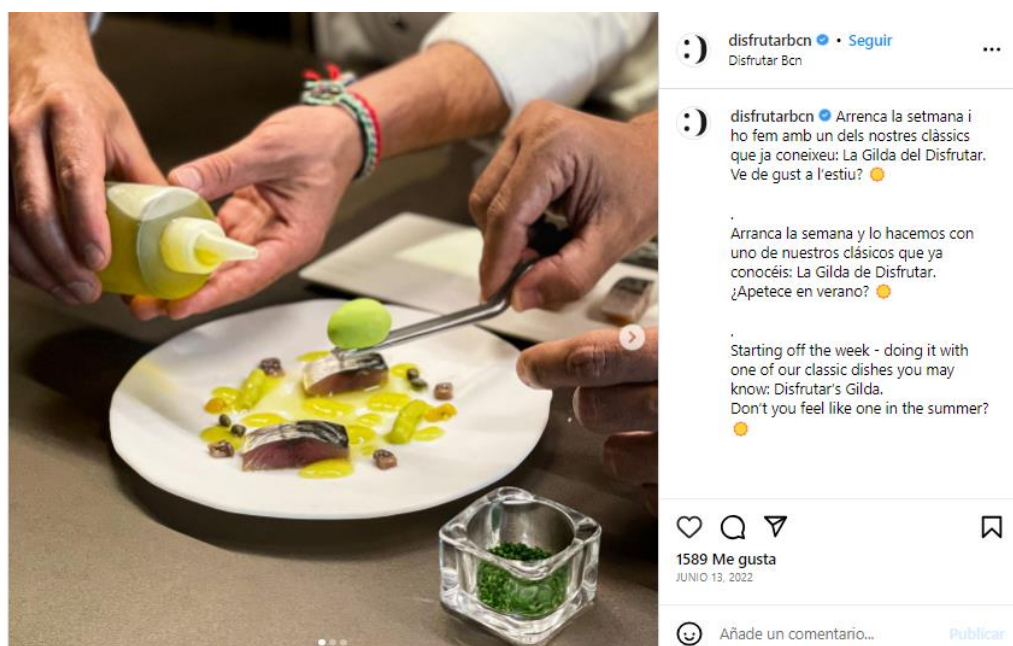 disfrutarbcn • Seguir
Disfrutar Bcn
disfrutarbcn Arrenca la setmana i
ho fem amb un dels nostres clàssics
que ja coneixeu: La Gilda del Disfrutar.
Ve de gust a l'estiu?
.
Arranca la semana y lo hacemos con
uno de nuestros clásicos que ya
conocéis: La Gilda de Disfrutar.
¿Apetece en verano?
.
Starting off the week - doing it with
one of our classic dishes you may
know: Disfrutar's Gilda.
Don't you feel like one in the summer?
1589 Me gusta
JUNIO 13, 2022
Añade un comentario...
Publicar